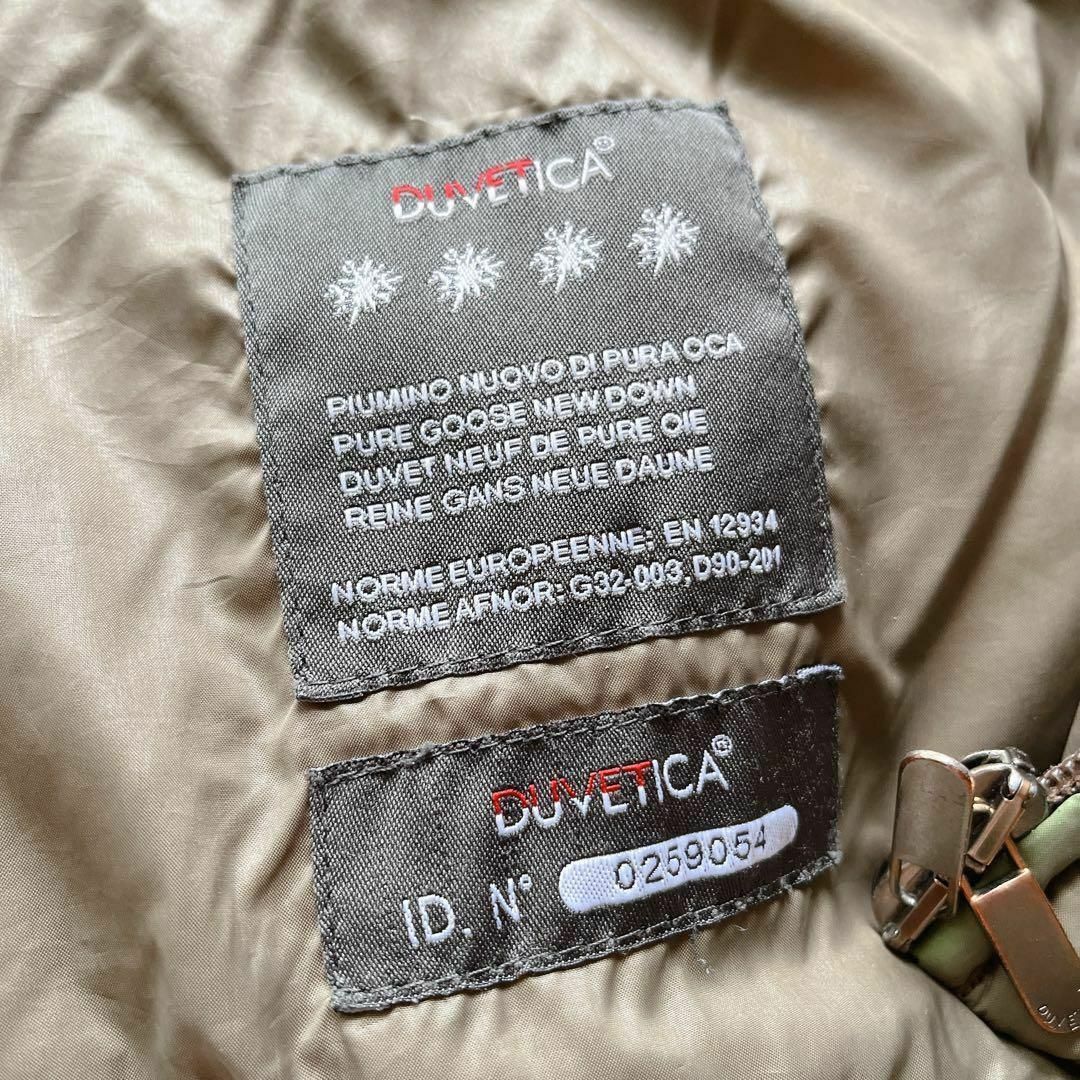 DUVETICA®
PIUMINO NUOVO DI PURA OCA
PURE GOOSE NEW DOWN
DUVET NEUF DE PURE OIE
REINE GANS NEUE DAUNE
NORME EUROPEENNE: EN 12934
NORME AFNOR: G32-003, D90-201
DUVETICA®
ID. N° 0259054